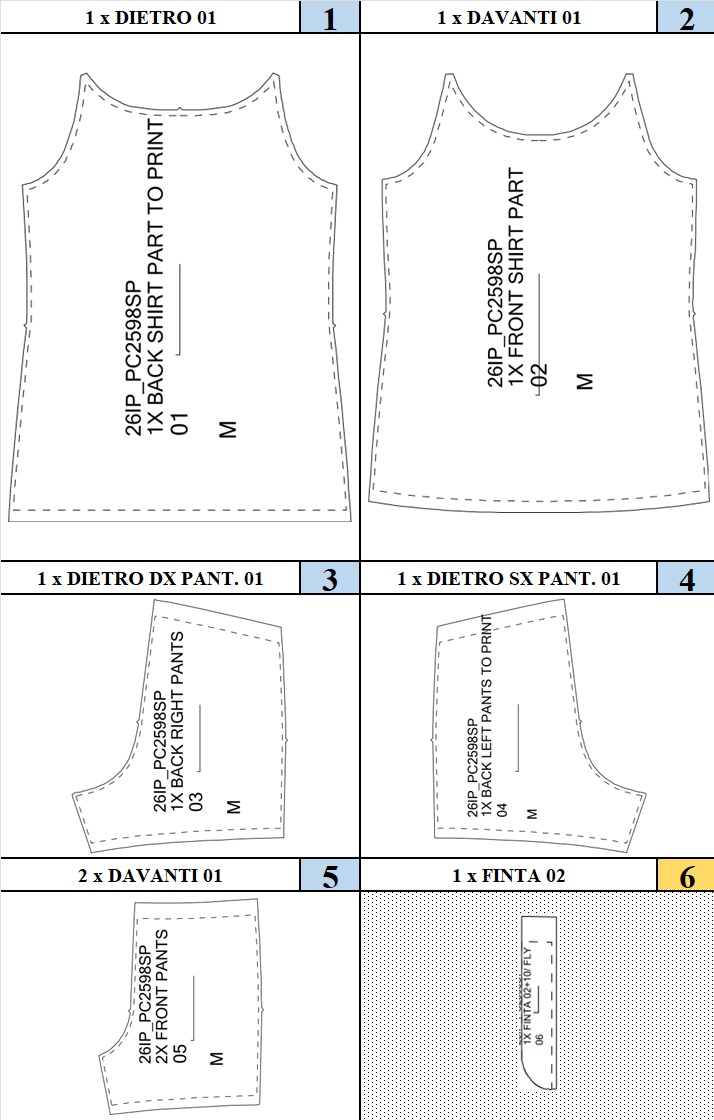 1 x DIETRO 01
1
1 x DAVANTI 01
2
26IP_PC2598SP
1X BACK SHIRT PART TO PRINT
01
M
26IP_PC2598SP
1X FRONT SHIRT PART
02
M
1 x DIETRO DX PANT. 01
3
1 x DIETRO SX PANT. 01
4
26IP_PC2598SP
1X BACK RIGHT PANTS
03
M
26IP_PC2598SP
1X BACK LEFT PANTS TO PRINT
04
M
2 x DAVANTI 01
5
1 x FINTA 02
6
26IP_PC2598SP
2X FRONT PANTS
05
M
1X FINTA 02+10/ FLY
06